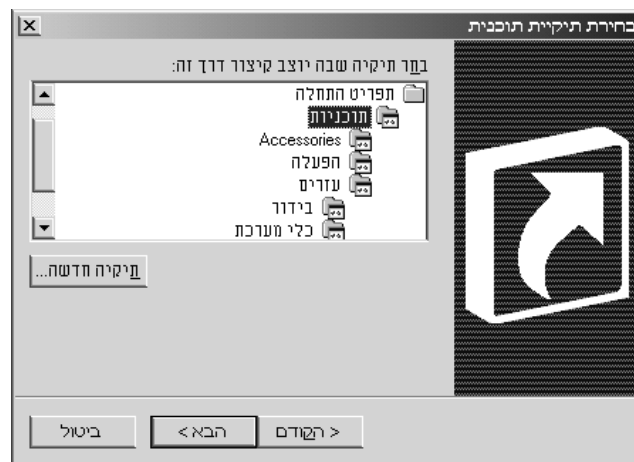 בחירת תיקיית תוכנית
בחר תיקיה שבה יוצב קיצור דרך זה:
תפריט התחלה
תוכניות
Accessories
הפעלה
עזרים
בידור
כלי מערכת
תיקיה חדשה...
< הקודם
הבא >
ביטול